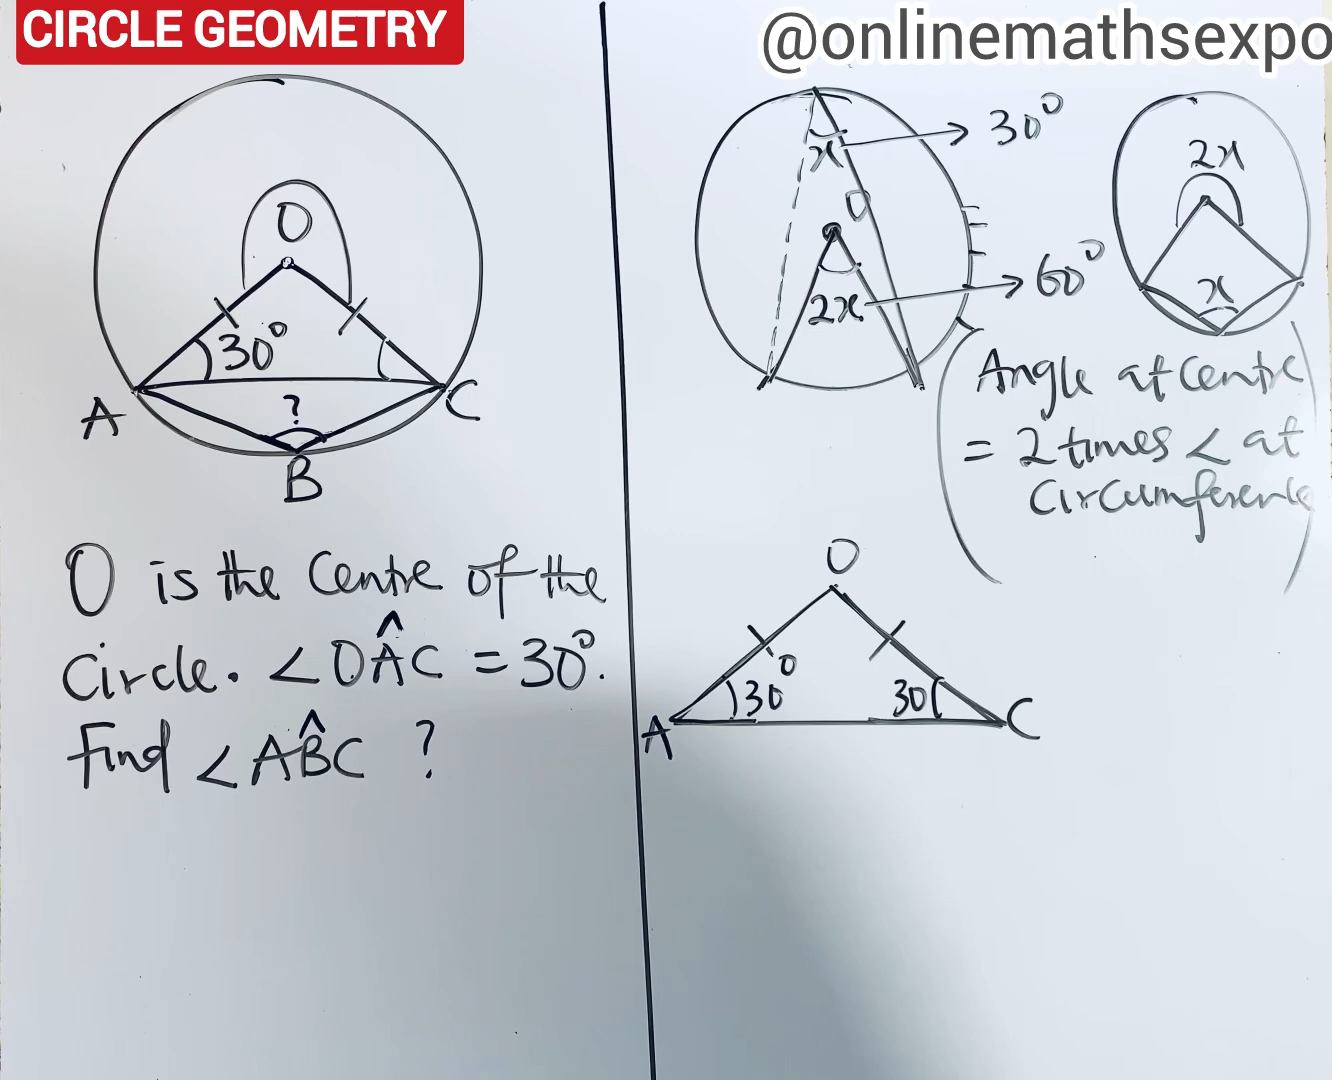 CIRCLE GEOMETRY
@onlinemathsexpo
O
30°
A
?
C
B
O is the Centre of the
Circle. ∠OÂC = 30°.
Find ∠AB̂C ?
x
30°
O
2x
60°
2x
x
(Angle at Centre
= 2 times ∠ at
Circumference)
O
30°
30
A
C